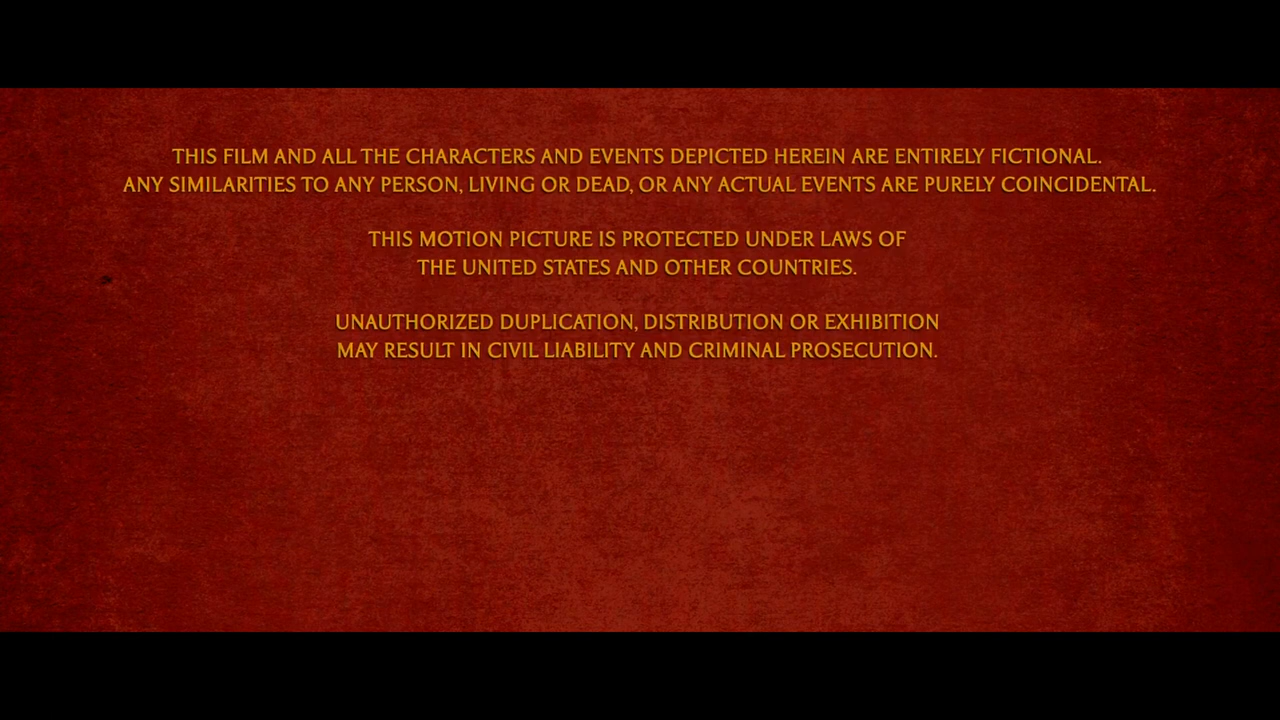 THIS FILM AND ALL THE CHARACTERS AND EVENTS DEPICTED HEREIN ARE ENTIRELY FICTIONAL.
ANY SIMILARITIES TO ANY PERSON, LIVING OR DEAD, OR ANY ACTUAL EVENTS ARE PURELY COINCIDENTAL.
THIS MOTION PICTURE IS PROTECTED UNDER LAWS OF
THE UNITED STATES AND OTHER COUNTRIES.
UNAUTHORIZED DUPLICATION, DISTRIBUTION OR EXHIBITION
MAY RESULT IN CIVIL LIABILITY AND CRIMINAL PROSECUTION.